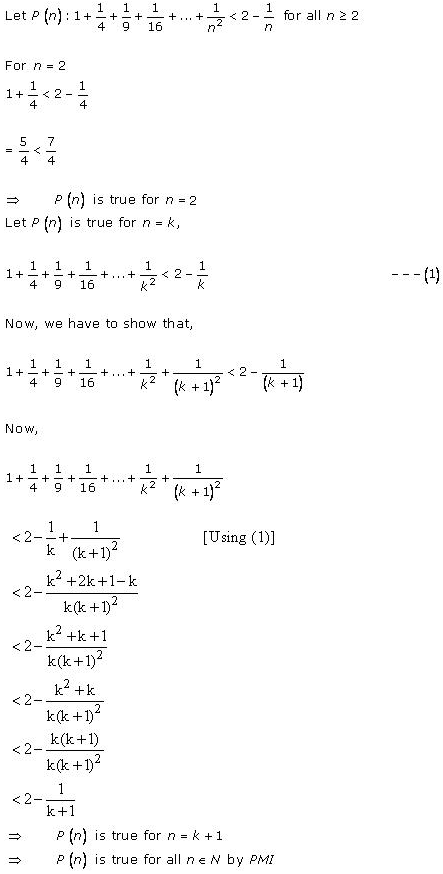 Let P (n) : 1 + 1/4 + 1/9 + 1/16 + ... + 1/n² < 2 - 1/n for all n ≥ 2
For n = 2
1 + 1/4 < 2 - 1/4
= 5/4 < 7/4
⇒ P (n) is true for n = 2
Let P (n) is true for n = k,
1 + 1/4 + 1/9 + 1/16 + ... + 1/k² < 2 - 1/k ---(1)
Now, we have to show that,
1 + 1/4 + 1/9 + 1/16 + ... + 1/k² + 1/(k + 1)² < 2 - 1/(k + 1)
Now,
1 + 1/4 + 1/9 + 1/16 + ... + 1/k² + 1/(k + 1)²
< 2 - 1/k + 1/(k+1)² [Using (1)]
< 2 - (k² + 2k + 1 - k)/(k(k+1)²)
< 2 - (k² + k + 1)/(k(k+1)²)
< 2 - (k² + k)/(k(k+1)²)
< 2 - (k(k+1))/(k(k+1)²)
< 2 - 1/(k+1)
⇒ P (n) is true for n = k + 1
⇒ P (n) is true for all n ∈ N by PMI